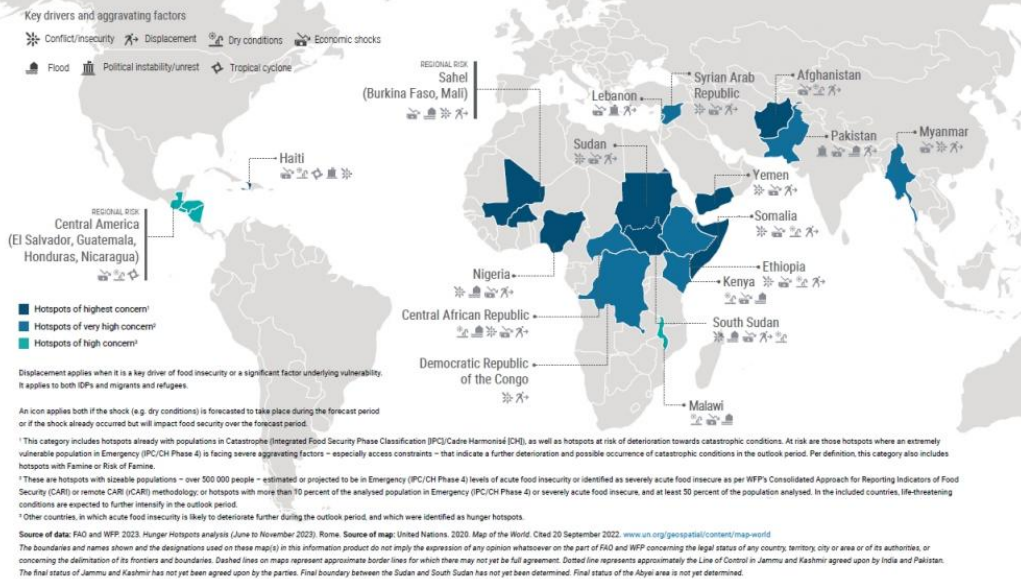 Key drivers and aggravating factors
Conflict/insecurity Displacement Dry conditions Economic shocks
Flood Political instability/unrest Tropical cyclone
REGIONAL RISK
Sahel
(Burkina Faso, Mali)
Lebanon
Syrian Arab
Republic
Afghanistan
Pakistan
Myanmar
Haiti
Sudan
Yemen
Somalia
REGIONAL RISK
Central America
(El Salvador, Guatemala,
Honduras, Nicaragua)
Nigeria
Ethiopia
Kenya
Central African Republic
South Sudan
Democratic Republic
of the Congo
Malawi
Hotspots of highest concern¹
Hotspots of very high concern²
Hotspots of high concern³
Displacement applies when it is a key driver of food insecurity or a significant factor underlying vulnerability.
It applies to both IDPs and migrants and refugees.
An icon applies both if the shock (e.g. dry conditions) is forecasted to take place during the forecast period
or if the shock already occurred but will impact food security over the forecast period.
¹ This category includes hotspots already with populations in Catastrophe (Integrated Food Security Phase Classification [IPC]/Cadre Harmonisé [CH]), as well as hotspots at risk of deterioration towards catastrophic conditions. At risk are those hotspots where an extremely
vulnerable population in Emergency (IPC/CH Phase 4) is facing severe aggravating factors – especially access constraints – that indicate a further deterioration and possible occurrence of catastrophic conditions in the outlook period. Per definition, this category also includes
hotspots with Famine or Risk of Famine.
² These are hotspots with sizeable populations – over 500 000 people – estimated or projected to be in Emergency (IPC/CH Phase 4) levels of acute food insecurity or identified as severely acute food insecure as per WFP's Consolidated Approach for Reporting Indicators of Food
Security (CARI) or remote CARI (rCARI) methodology; or hotspots with more than 10 percent of the analysed population in Emergency (IPC/CH Phase 4) or severely acute food insecure, and at least 50 percent of the population analysed. In the included countries, life-threatening
conditions are expected to further intensify in the outlook period.
³ Other countries, in which acute food insecurity is likely to deteriorate further during the outlook period, and which were identified as hunger hotspots.
Source of data: FAO and WFP. 2023. Hunger Hotspots analysis (June to November 2023). Rome. Source of map: United Nations. 2020. Map of the World. Cited 20 September 2022. www.un.org/geospatial/content/map-world
The boundaries and names shown and the designations used on these map(s) in this information product do not imply the expression of any opinion whatsoever on the part of FAO and WFP concerning the legal status of any country, territory, city or area or of its authorities, or
concerning the delimitation of its frontiers and boundaries. Dashed lines on maps represent approximate border lines for which there may not yet be full agreement. Dotted line represents approximately the Line of Control in Jammu and Kashmir agreed upon by India and Pakistan.
The final status of Jammu and Kashmir has not yet been agreed upon by the parties. Final boundary between the Sudan and South Sudan has not yet been determined. Final status of the Abyei area is not yet determined.